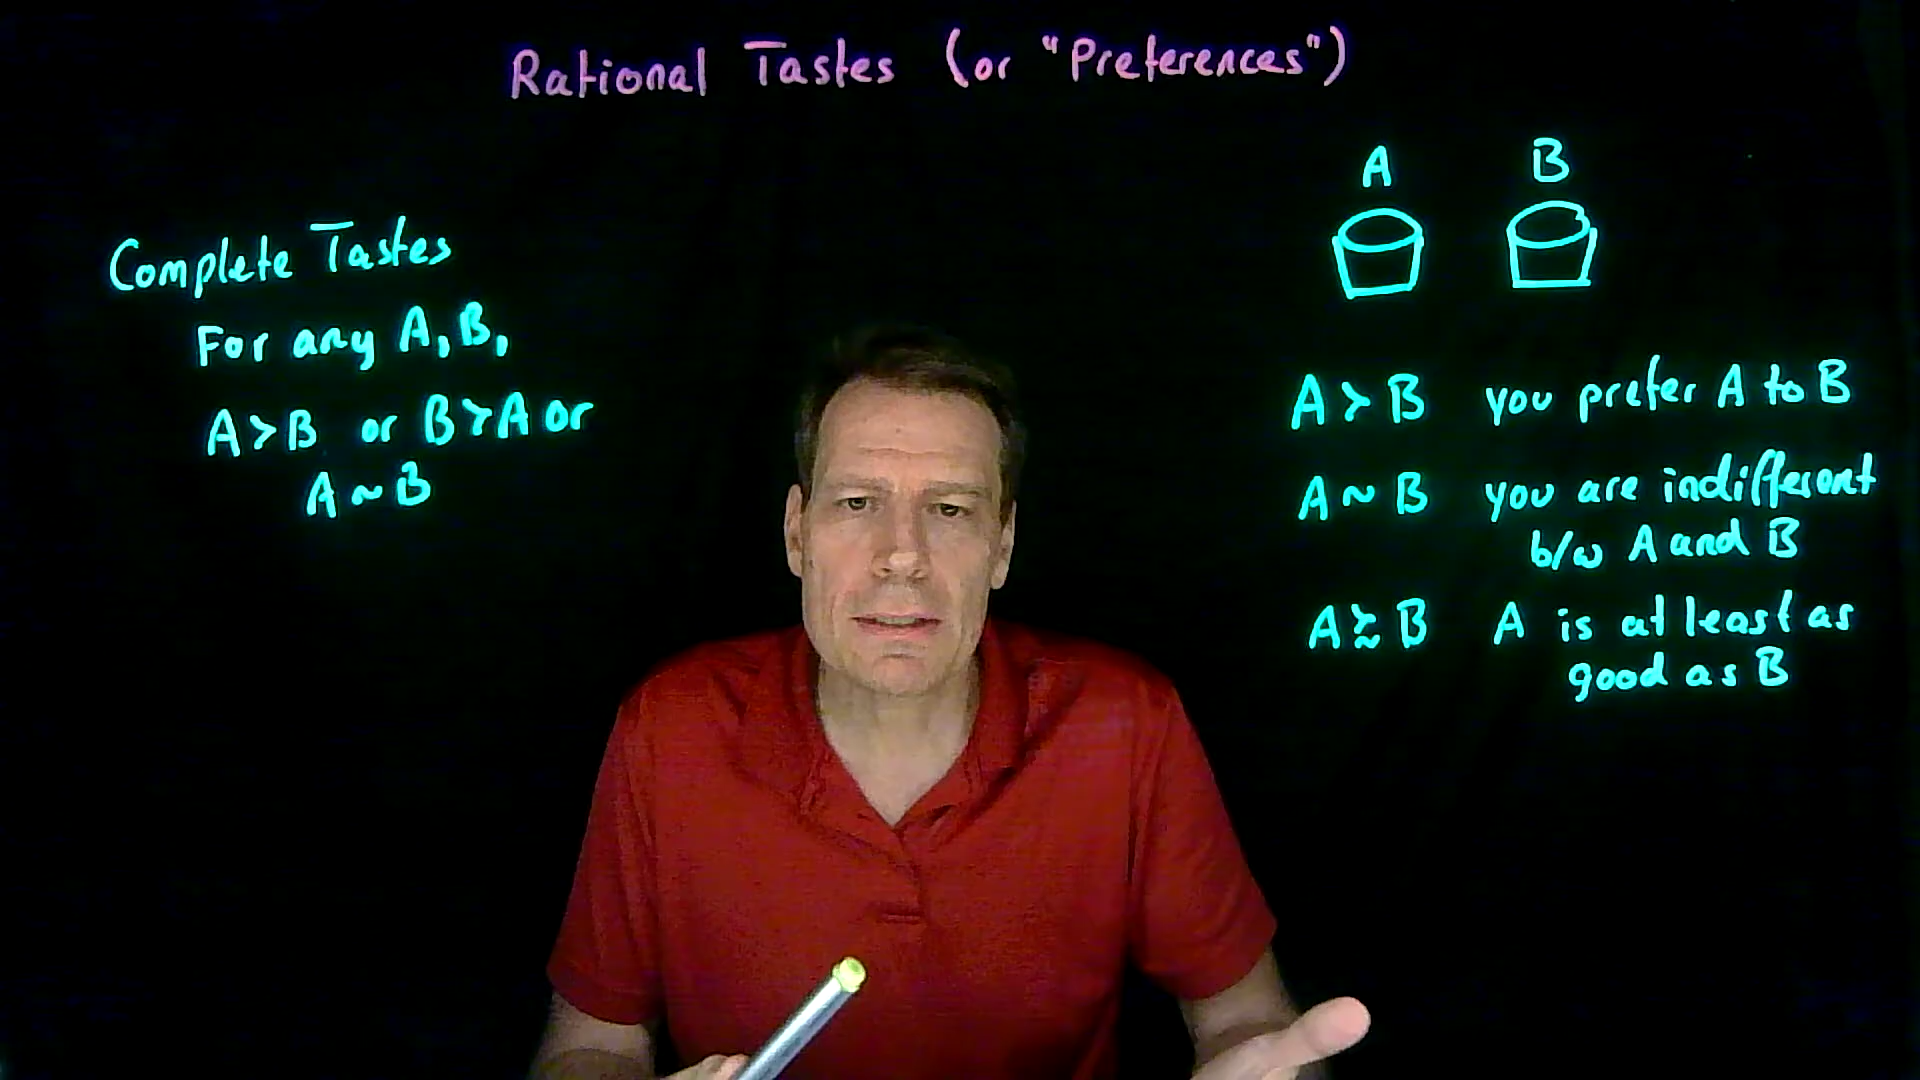 Rational Tastes (or "Preferences")
Complete Tastes
For any A, B,
A ≻ B or B ≻ A or
A ~ B
A B
A ≻ B you prefer A to B
A ~ B you are indifferent
b/w A and B
A ≿ B A is at least as
good as B